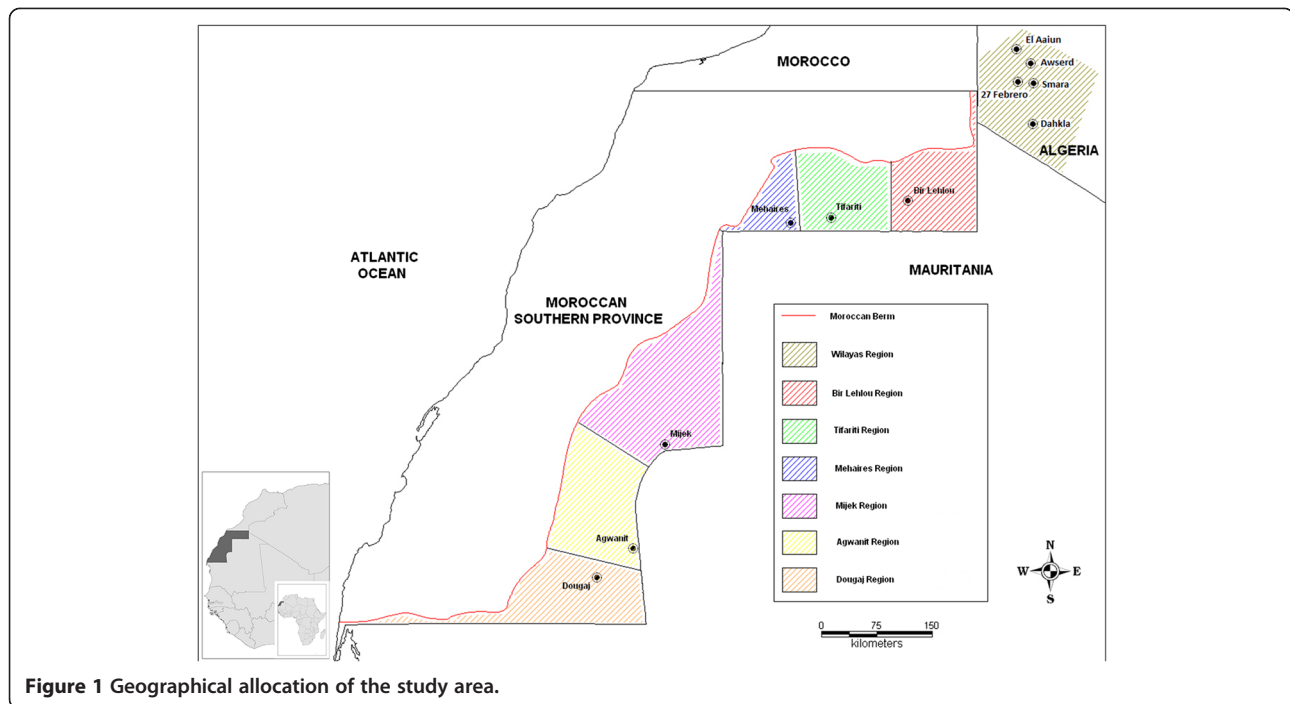 MOROCCO
El Aaiun
Awserd
Smara
27 Febrero
Dahkla
ALGERIA
Bir Lehlou
Mehaires
Tifariti
ATLANTIC
OCEAN
MAURITANIA
MOROCCAN
SOUTHERN PROVINCE
Mijek
Agwanit
Dougaj
Moroccan Berm
Wilayas Region
Bir Lehlou Region
Tifariti Region
Mehaires Region
Mijek Region
Agwanit Region
Dougaj Region
N
W E
S
0 75 150
kilometers
Figure 1 Geographical allocation of the study area.